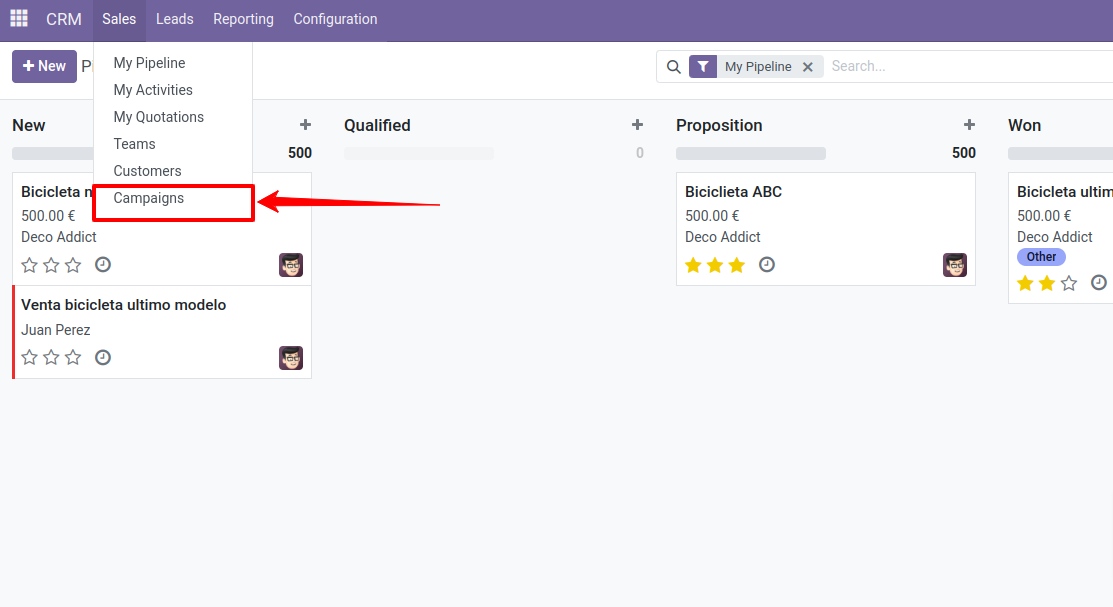 CRM Sales Leads Reporting Configuration
New
My Pipeline
My Activities
My Quotations
Teams
Customers
Campaigns
My Pipeline Search...
New
500
Bicicleta
500.00 €
Deco Addict
Venta bicicleta ultimo modelo
Juan Perez
Qualified
0
Proposition
500
Biciclieta ABC
500.00 €
Deco Addict
Won
Bicicleta ultim
500.00 €
Deco Addict
Other